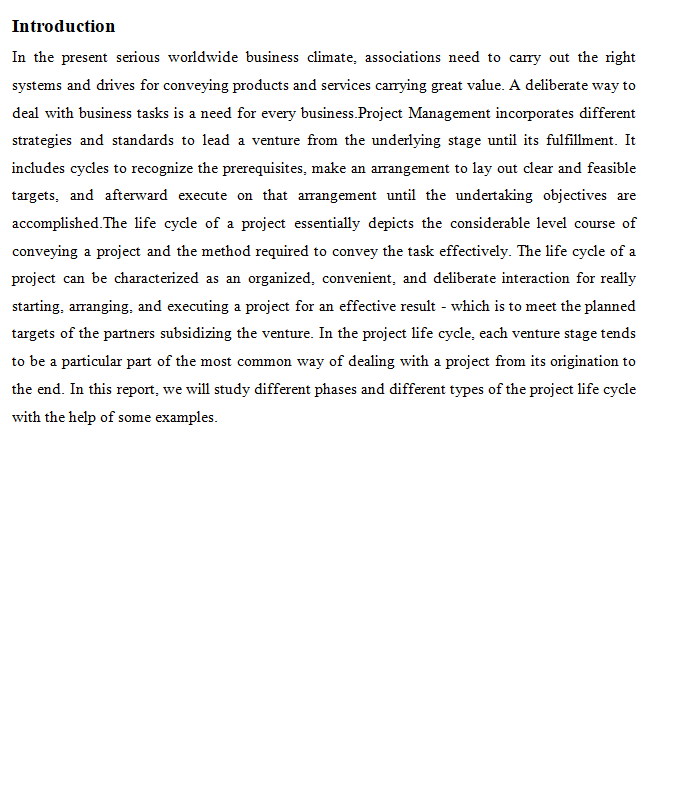 Introduction
In the present serious worldwide business climate, associations need to carry out the right
systems and drives for conveying products and services carrying great value. A deliberate way to
deal with business tasks is a need for every business.Project Management incorporates different
strategies and standards to lead a venture from the underlying stage until its fulfillment. It
includes cycles to recognize the prerequisites, make an arrangement to lay out clear and feasible
targets, and afterward execute on that arrangement until the undertaking objectives are
accomplished.The life cycle of a project essentially depicts the considerable level course of
conveying a project and the method required to convey the task effectively. The life cycle of a
project can be characterized as an organized, convenient, and deliberate interaction for really
starting, arranging, and executing a project for an effective result - which is to meet the planned
targets of the partners subsidizing the venture. In the project life cycle, each venture stage tends
to be a particular part of the most common way of dealing with a project from its origination to
the end. In this report, we will study different phases and different types of the project life cycle
with the help of some examples.